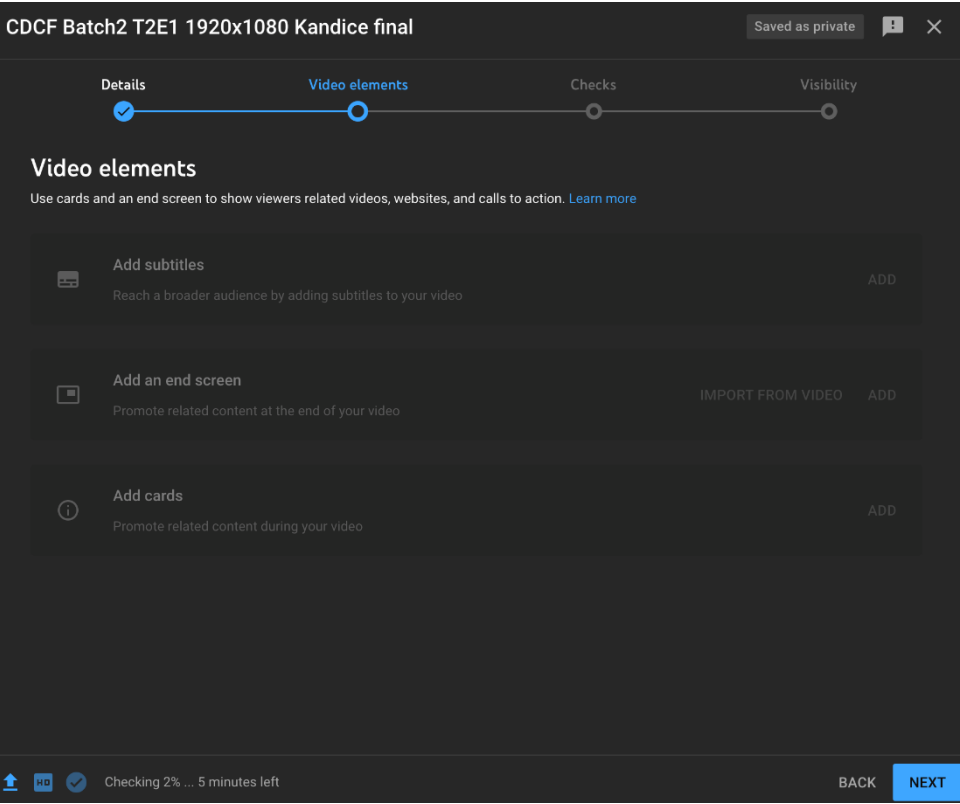 CDCF Batch2 T2E1 1920x1080 Kandice final
Saved as private
Details
Video elements
Checks
Visibility
Video elements
Use cards and an end screen to show viewers related videos, websites, and calls to action. Learn more
Add subtitles
Reach a broader audience by adding subtitles to your video
ADD
Add an end screen
Promote related content at the end of your video
IMPORT FROM VIDEO
ADD
Add cards
Promote related content during your video
ADD
HD
Checking 2% ... 5 minutes left
BACK
NEXT